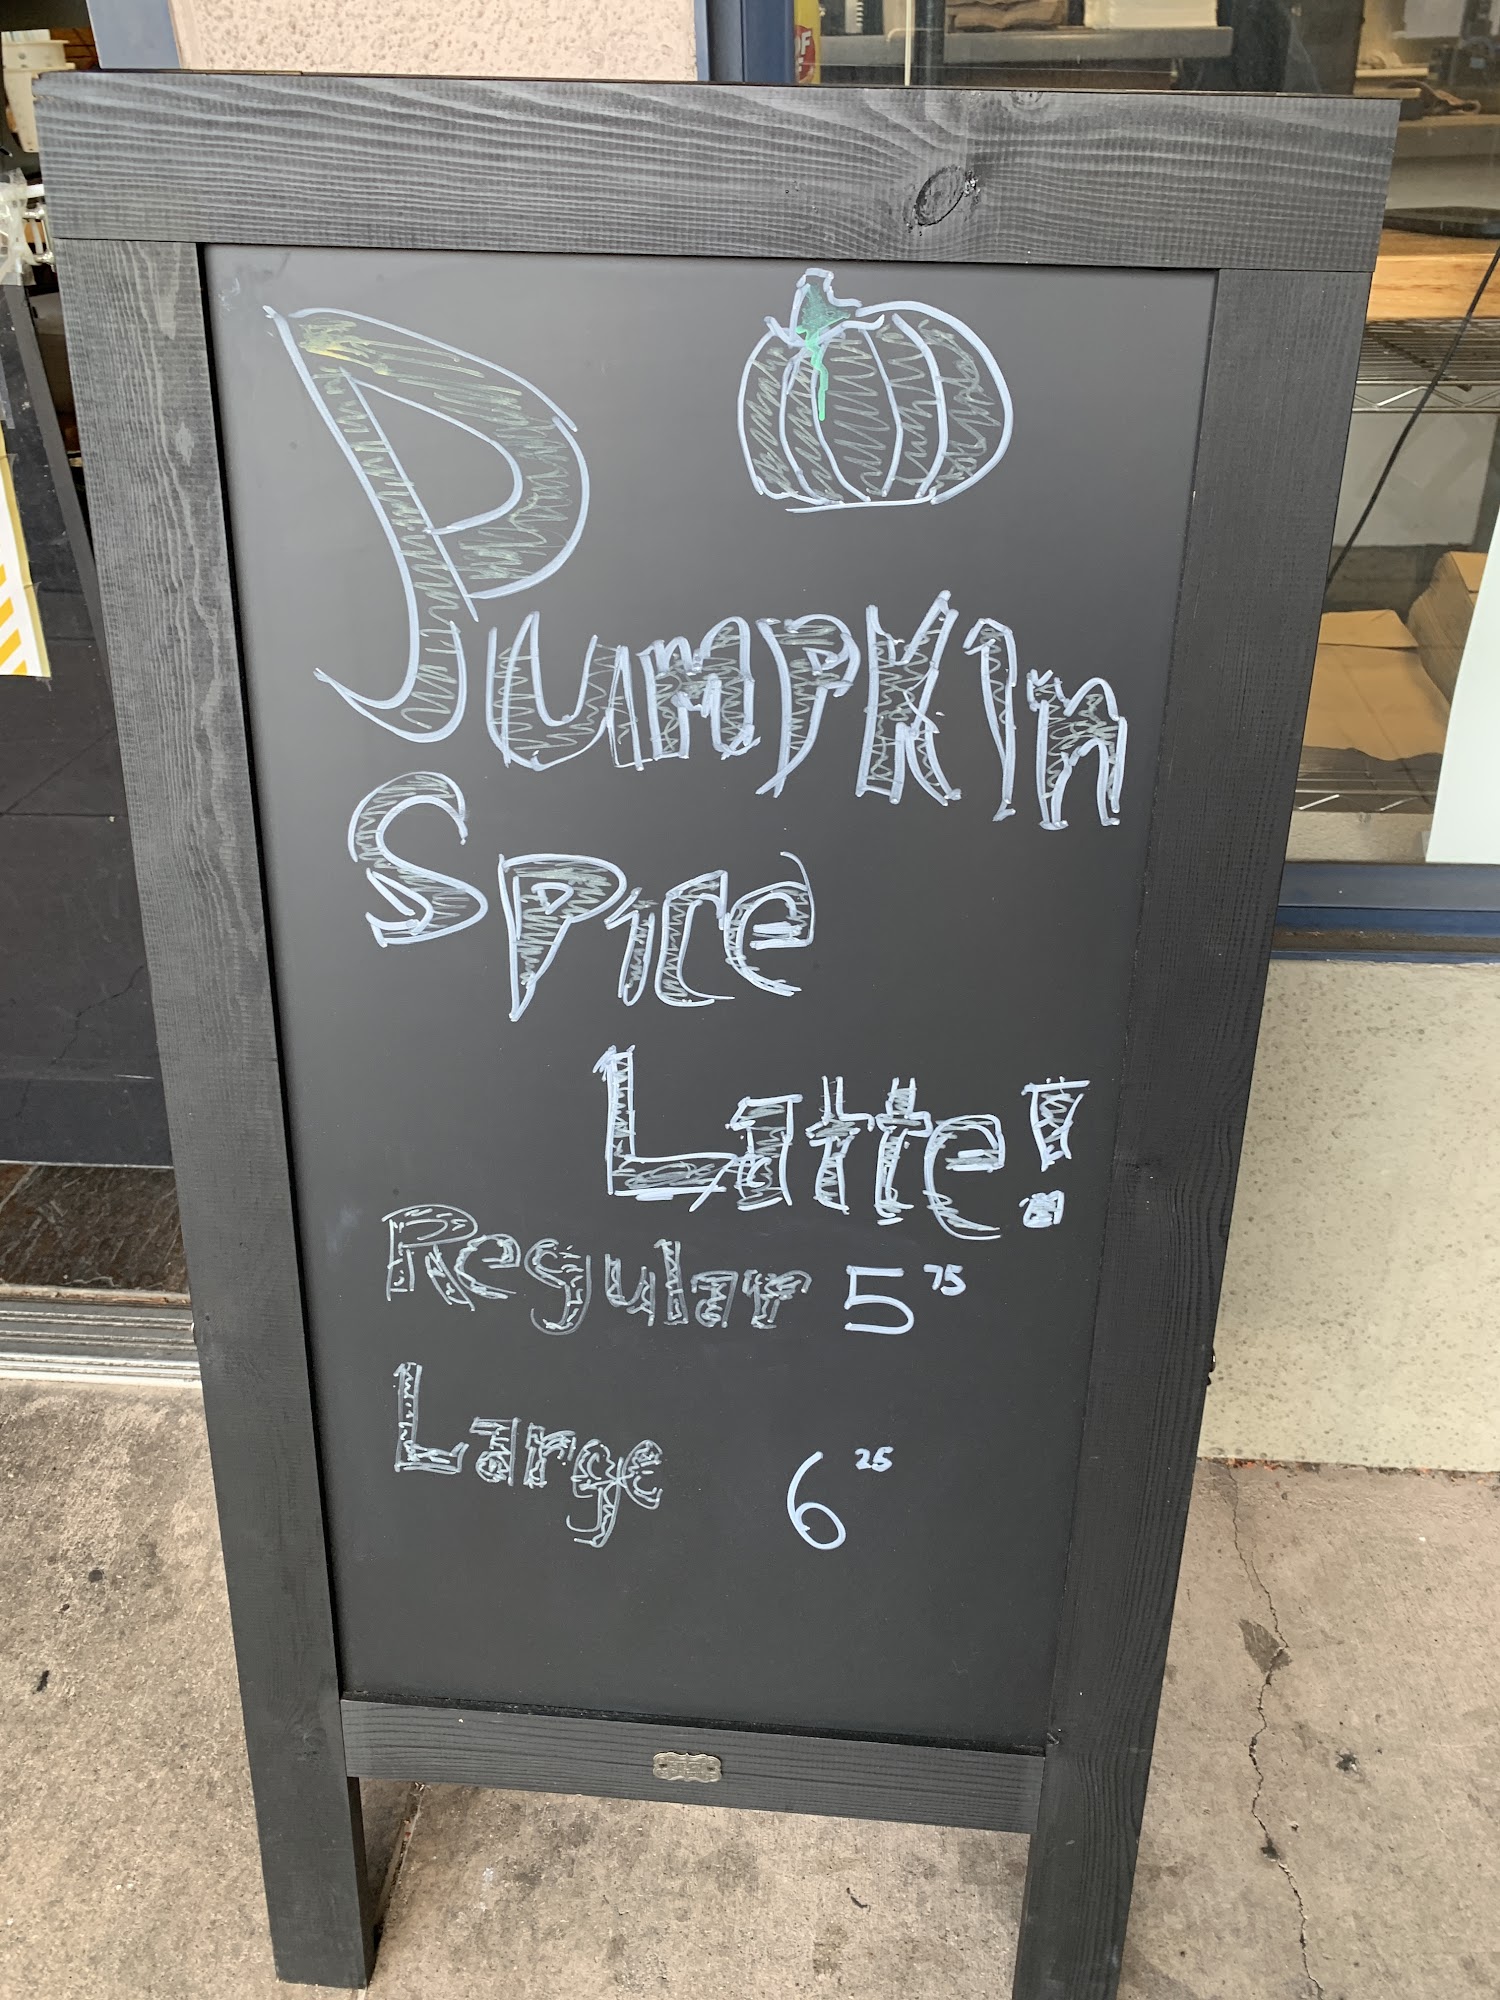 Pumpkin
Spice
Latte!
Regular 5 75
Large 6 25